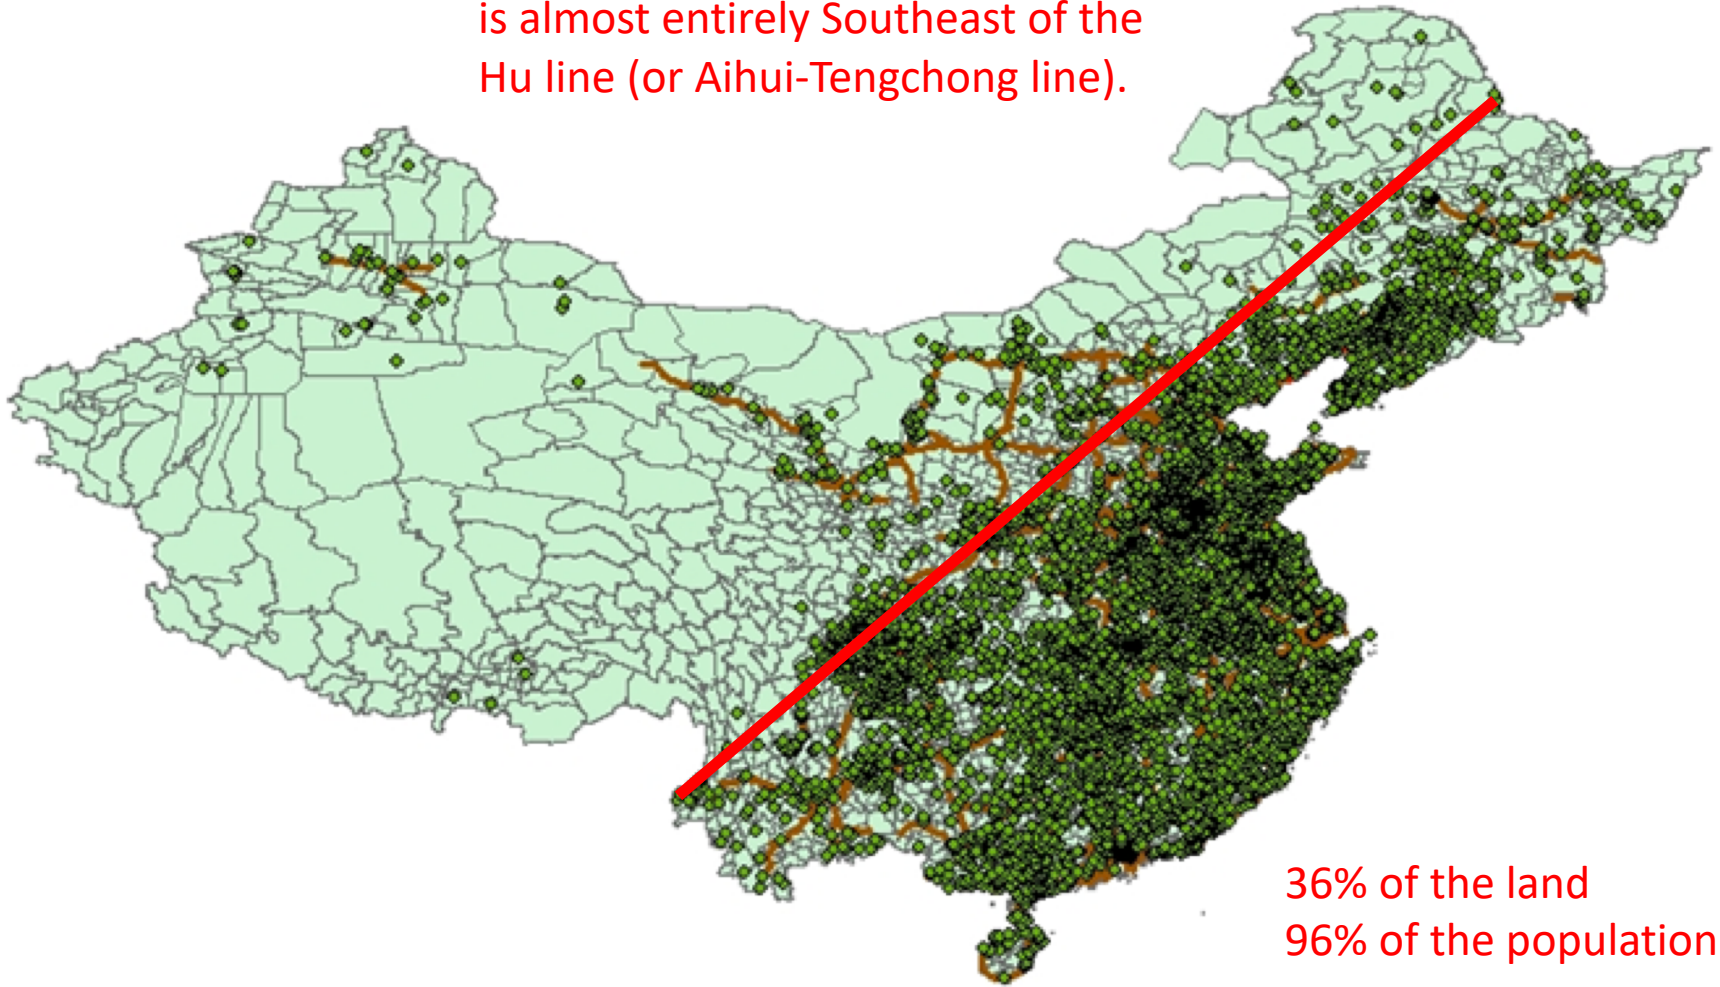 is almost entirely Southeast of the
Hu line (or Aihui-Tengchong line).
36% of the land
96% of the population